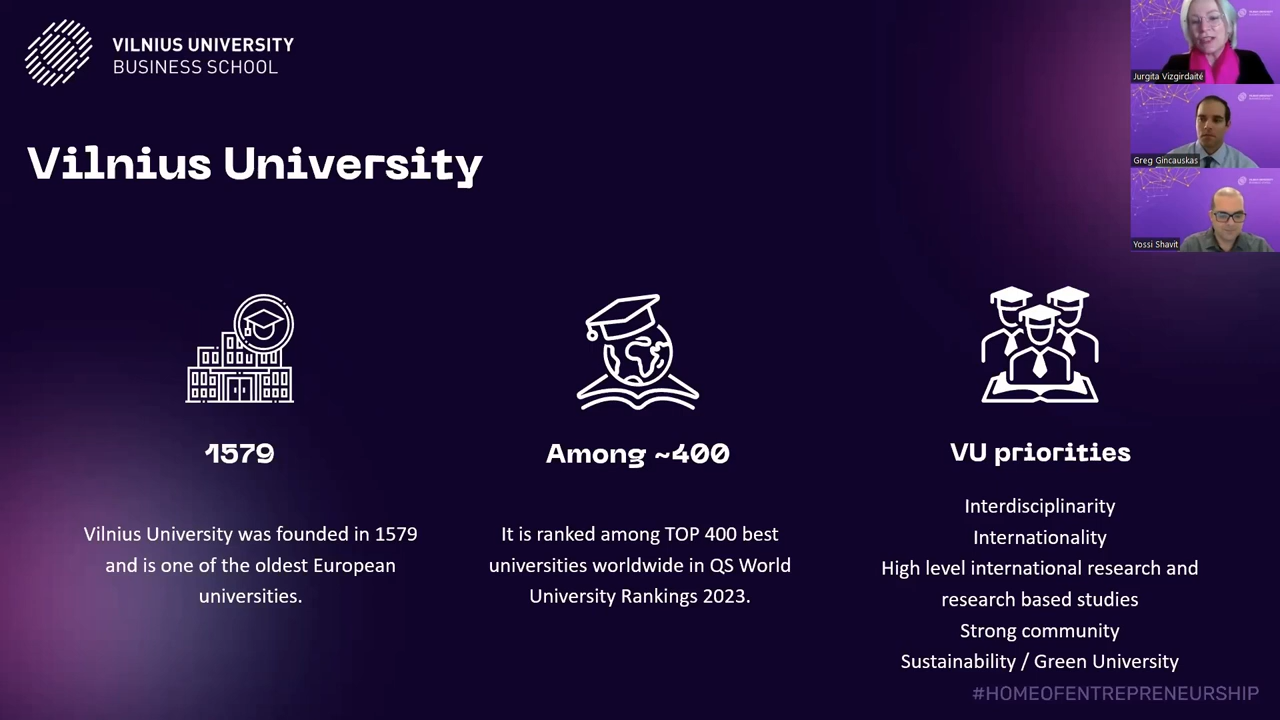 VILNIUS UNIVERSITY
BUSINESS SCHOOL
Vilnius University
Jurgita Vizgirdaitė
Greg Gincauskas
Yossi Shavit
1579
Vilnius University was founded in 1579
and is one of the oldest European
universities.
Among ~400
It is ranked among TOP 400 best
universities worldwide in QS World
University Rankings 2023.
VU priorities
Interdisciplinarity
Internationality
High level international research and
research based studies
Strong community
Sustainability / Green University
#HOMEOFENTREPRENEURSHIP